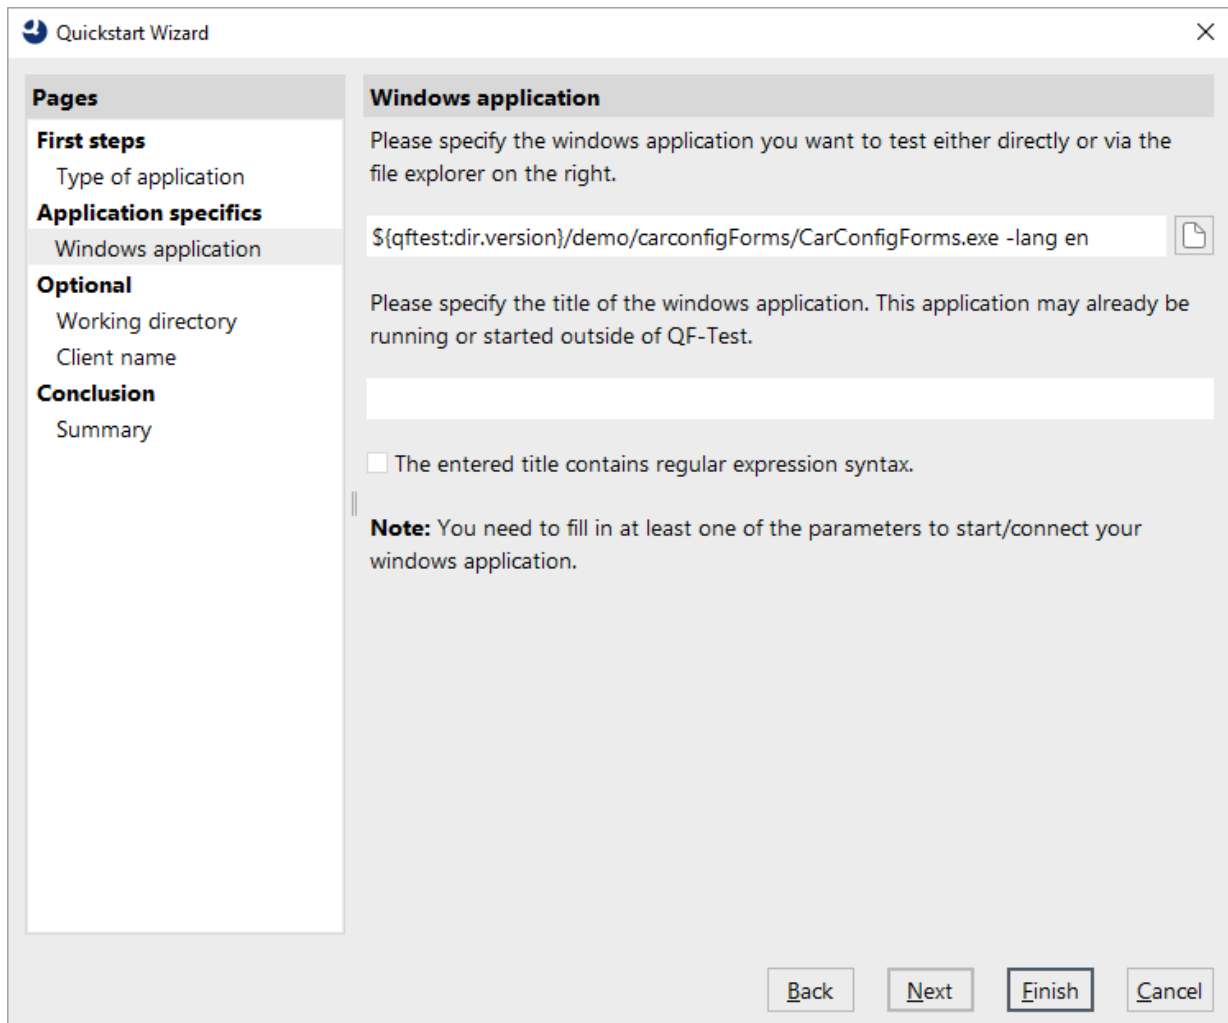 Quickstart Wizard
Pages
First steps
Type of application
Application specifics
Windows application
Optional
Working directory
Client name
Conclusion
Summary
Windows application
Please specify the windows application you want to test either directly or via the
file explorer on the right.
${qftest:dir.version}/demo/carconfigForms/CarConfigForms.exe -lang en
Please specify the title of the windows application. This application may already be
running or started outside of QF-Test.
The entered title contains regular expression syntax.
Note: You need to fill in at least one of the parameters to start/connect your
windows application.
Back Next Finish Cancel